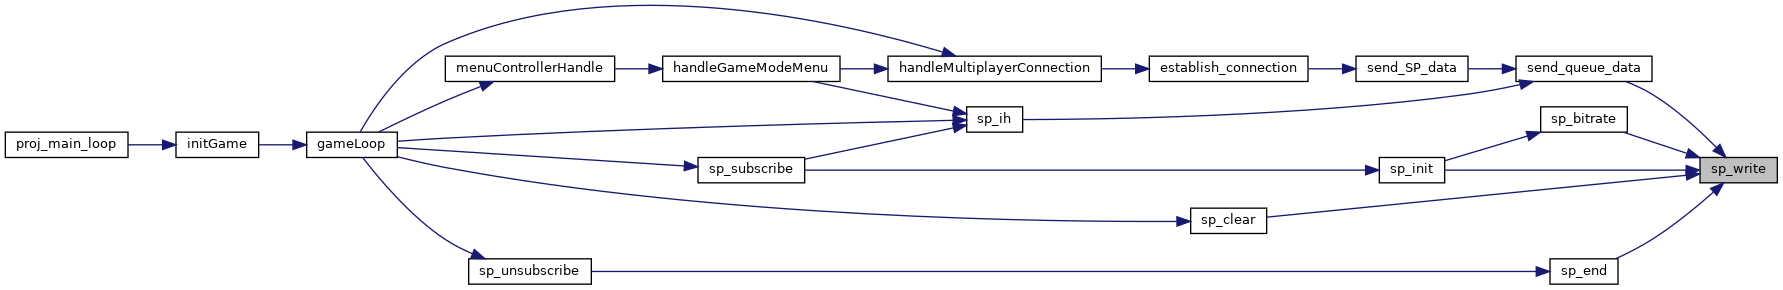 menuControllerHandle
handleGameModeMenu
handleMultiplayerConnection
establish_connection
send_SP_data
send_queue_data
sp_ih
sp_bitrate
proj_main_loop
initGame
gameLoop
sp_subscribe
sp_init
sp_write
sp_clear
sp_unsubscribe
sp_end